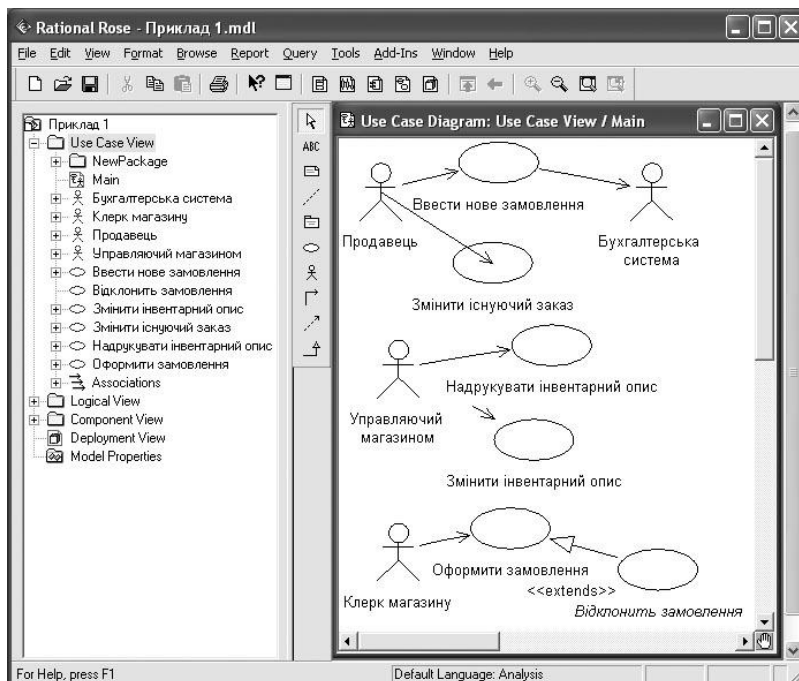 Rational Rose - Приклад 1.mdl
File Edit View Format Browse Report Query Tools Add-Ins Window Help
Приклад 1
Use Case View
NewPackage
Main
Бухгалтерська система
Клерк магазину
Продавець
Управляючий магазином
Ввести нове замовлення
Відклонить замовлення
Змінити інвентарний опис
Змінити існуючий заказ
Надрукувати інвентарний опис
Оформити замовлення
Associations
Logical View
Component View
Deployment View
Model Properties
ABC
Use Case Diagram: Use Case View / Main
Ввести нове замовлення
Продавець
Бухгалтерська
система
Змінити існуючий заказ
Надрукувати інвентарний опис
Управляючий
магазином
Змінити інвентарний опис
Оформити замовлення
<<extends>>
Клерк магазину
Відклонить замовлення
For Help, press F1
Default Language: Analysis